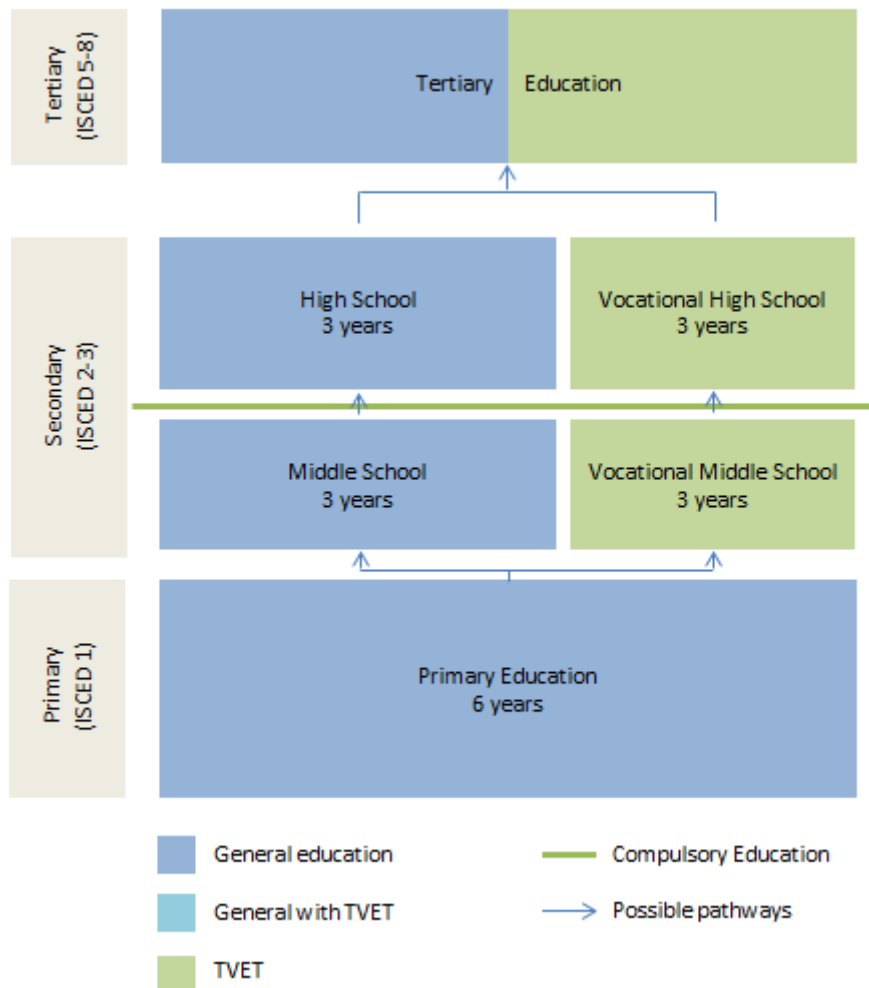 Tertiary
(ISCED 5-8)
Tertiary Education
Secondary
(ISCED 2-3)
High School
3 years
Vocational High School
3 years
Middle School
3 years
Vocational Middle School
3 years
Primary
(ISCED 1)
Primary Education
6 years
General education
Compulsory Education
General with TVET
Possible pathways
TVET